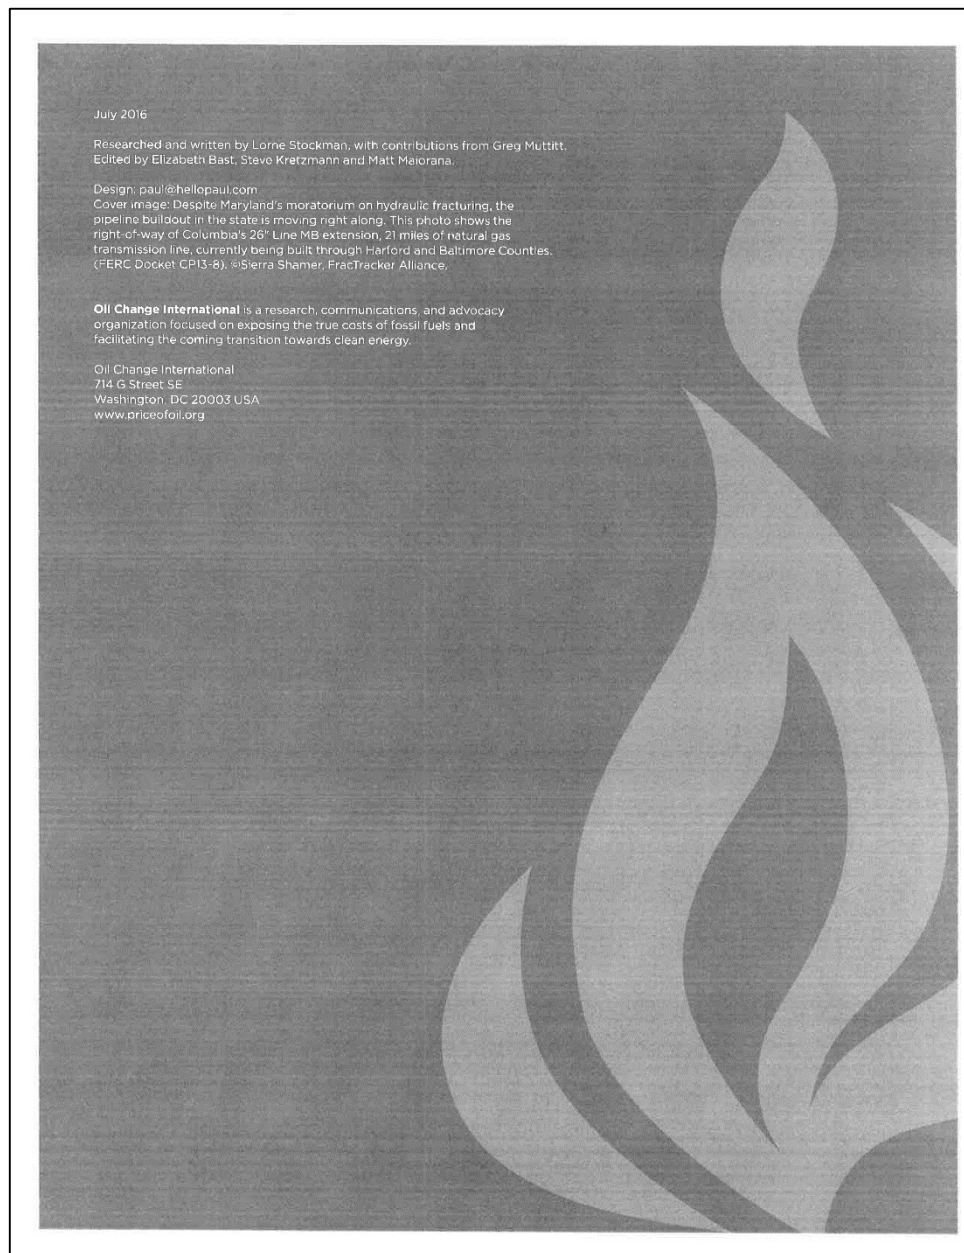 July 2016
Researched and written by Lorne Stockman, with contributions from Greg Muttitt.
Edited by Elizabeth Bast, Steve Kretzmann and Matt Maiorana.
Design: paul@hellopaul.com
Cover image: Despite Maryland's moratorium on hydraulic fracturing, the
pipeline buildout in the state is moving right along. This photo shows the
right-of-way of Columbia's 26" Line MB extension, 21 miles of natural gas
transmission line, currently being built through Harford and Baltimore Counties.
(FERC Docket CP13-8). ©Sierra Shamer, FracTracker Alliance.
Oil Change International is a research, communications, and advocacy
organization focused on exposing the true costs of fossil fuels and
facilitating the coming transition towards clean energy.
Oil Change International
714 G Street SE
Washington, DC 20003 USA
www.priceofoil.org